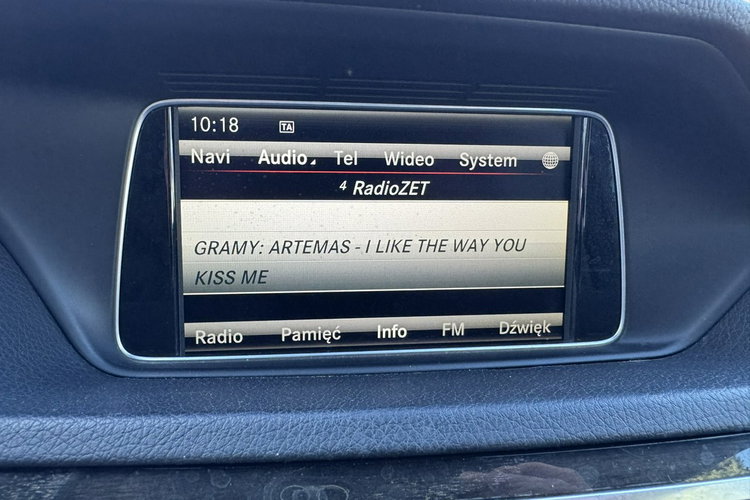 10:18 TA
Navi Audio Tel Wideo System
4 RadioZET
GRAMY: ARTEMAS - I LIKE THE WAY YOU
KISS ME
Radio Pamięć Info FM Dźwięk